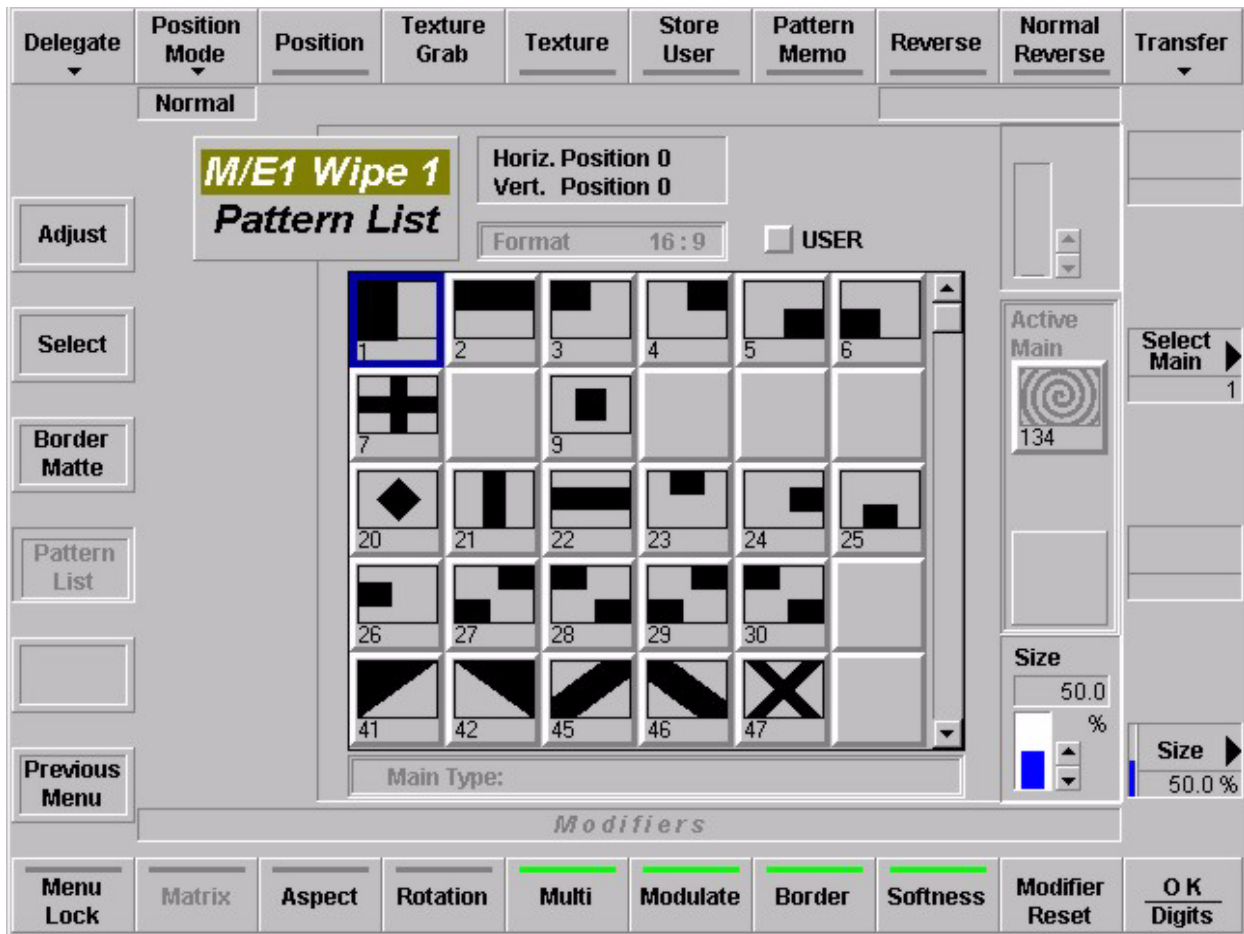 Delegate
Position Mode
Position
Texture Grab
Texture
Store User
Pattern Memo
Reverse
Normal Reverse
Transfer
Normal
M/E1 Wipe 1
Pattern List
Horiz. Position 0
Vert. Position 0
Format 16 : 9
USER
Adjust
Select
Border Matte
Pattern List
Previous Menu
1 2 3 4 5 6
7 9
20 21 22 23 24 25
26 27 28 29 30
41 42 45 46 47
Main Type:
Active Main
134
Size
50.0
%
Select Main
1
Size
50.0 %
Modifiers
Menu Lock
Matrix
Aspect
Rotation
Multi
Modulate
Border
Softness
Modifier Reset
O K
Digits